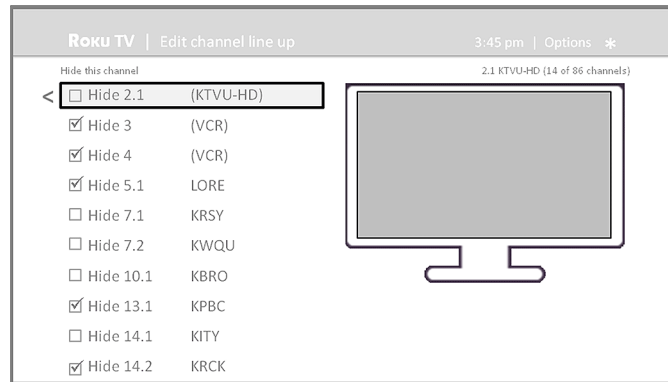 ROKU TV | Edit channel line up 3:45 pm | Options *
Hide this channel 2.1 KTVU-HD (14 of 86 channels)
< Hide 2.1 (KTVU-HD)
Hide 3 (VCR)
Hide 4 (VCR)
Hide 5.1 LORE
Hide 7.1 KRSY
Hide 7.2 KWQU
Hide 10.1 KBRO
Hide 13.1 KPBC
Hide 14.1 KITY
Hide 14.2 KRCK